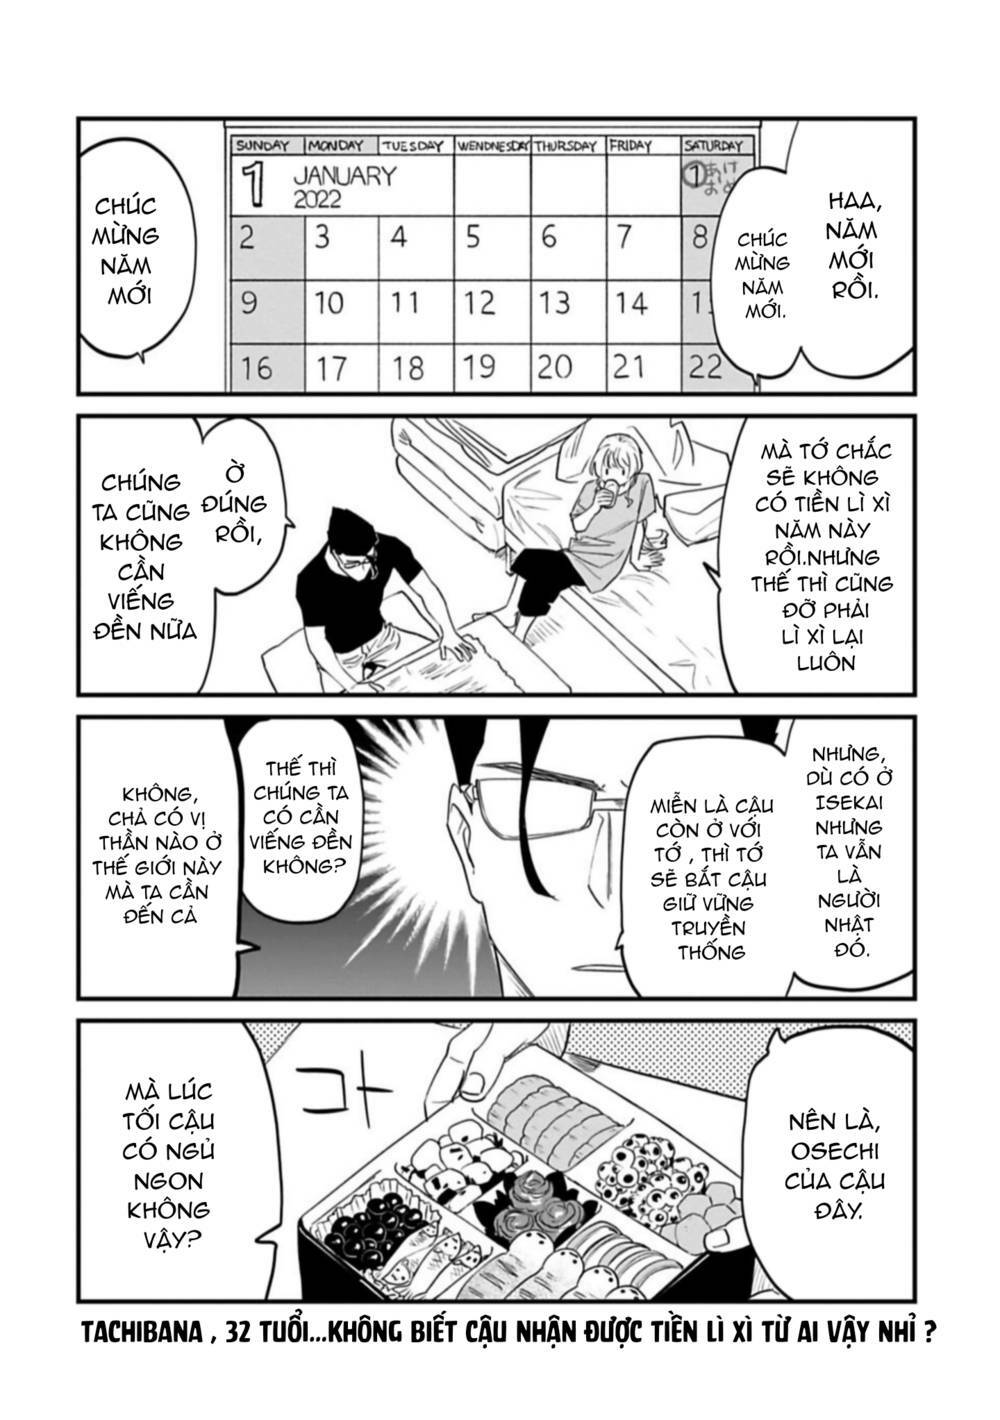 SUNDAY MONDAY TUESDAY WENDNESDAY THURSDAY FRIDAY SATURDAY
1 JANUARY
2022
1 あけ
お め
2 3 4 5 6 7 8
9 10 11 12 13 14
16 17 18 19 20 21 22
HAA,
NĂM
MỚI
RỒI.
CHÚC
MỪNG
NĂM
MỚI.
CHÚC
MỪNG
NĂM
MỚI
MÀ TỚ CHẮC
SẼ KHÔNG
CÓ TIỀN LÌ XÌ
NĂM NÀY
RỒI.NHƯNG
THẾ THÌ CŨNG
ĐỠ PHẢI
LÌ XÌ LẠI
LUÔN
Ờ
ĐÚNG
RỒI,
CHÚNG
TA CŨNG
KHÔNG
CẦN
VIẾNG
ĐỀN NỮA
NHƯNG,
DÙ CÓ Ở
ISEKAI
NHƯNG
TA VẪN
LÀ
NGƯỜI
NHẬT
ĐÓ.
MIỄN LÀ CẬU
CÒN Ở VỚI
TỚ , THÌ TỚ
SẼ BẮT CẬU
GIỮ VỮNG
TRUYỀN
THỐNG
THẾ THÌ
CHÚNG TA
CÓ CẦN
VIẾNG ĐỀN
KHÔNG?
KHÔNG,
CHẢ CÓ VỊ
THẦN NÀO Ở
THẾ GIỚI NÀY
MÀ TA CẦN
ĐẾN CẢ
NÊN LÀ,
OSECHI
CỦA CẬU
ĐÂY.
コト
MÀ LÚC
TỐI CẬU
CÓ NGỦ
NGON
KHÔNG
VẬY?
TACHIBANA , 32 TUỔI...KHÔNG BIẾT CẬU NHẬN ĐƯỢC TIỀN LÌ XÌ TỪ AI VẬY NHỈ ?